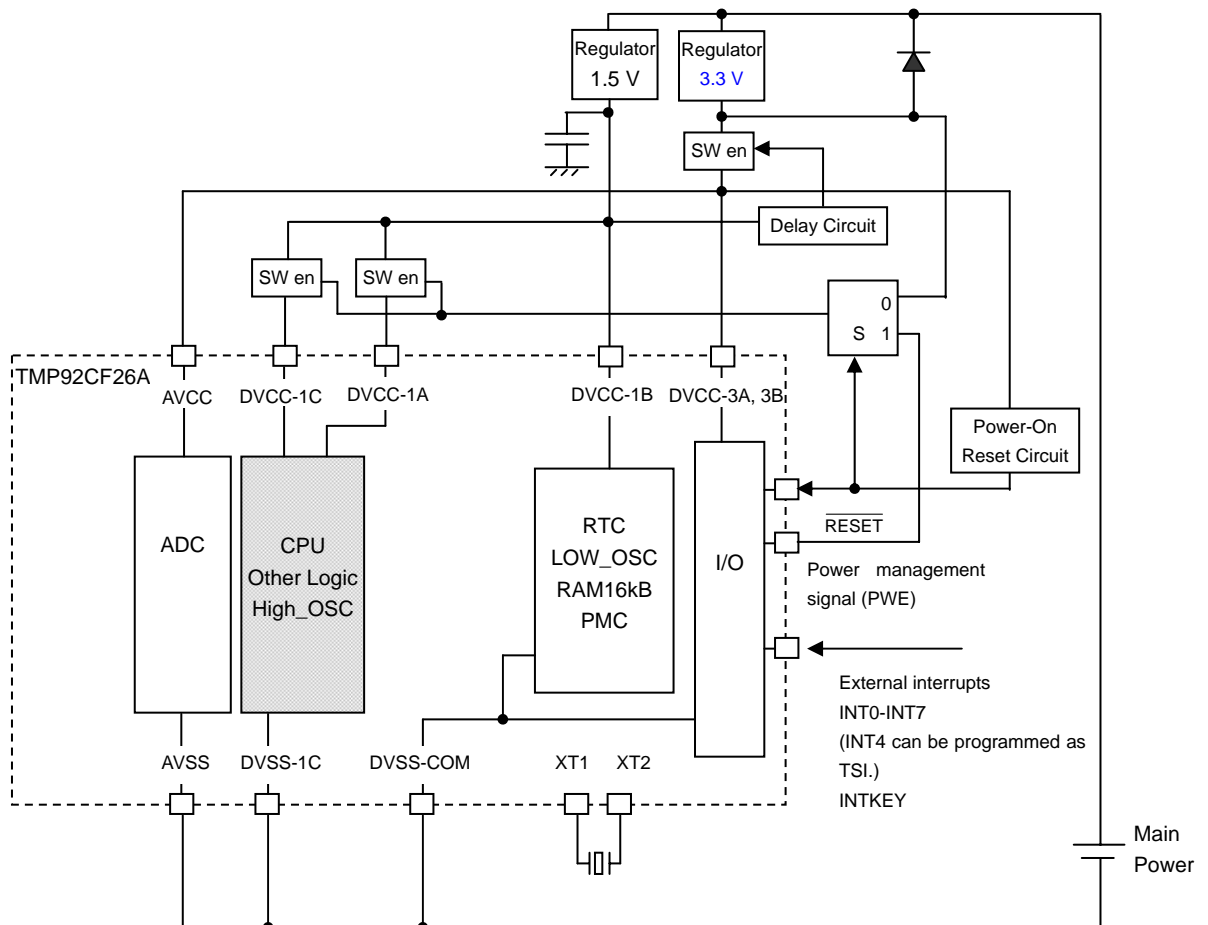 Regulator
1.5 V
Regulator
3.3 V
SW en
Delay Circuit
SW en
SW en
0
S 1
TMP92CF26A
AVCC
DVCC-1C
DVCC-1A
DVCC-1B
DVCC-3A, 3B
Power-On
Reset Circuit
ADC
CPU
Other Logic
High_OSC
RTC
LOW_OSC
RAM16kB
PMC
I/O
RESET
Power management
signal (PWE)
External interrupts
INT0-INT7
(INT4 can be programmed as
TSI.)
INTKEY
AVSS
DVSS-1C
DVSS-COM
XT1
XT2
Main
Power